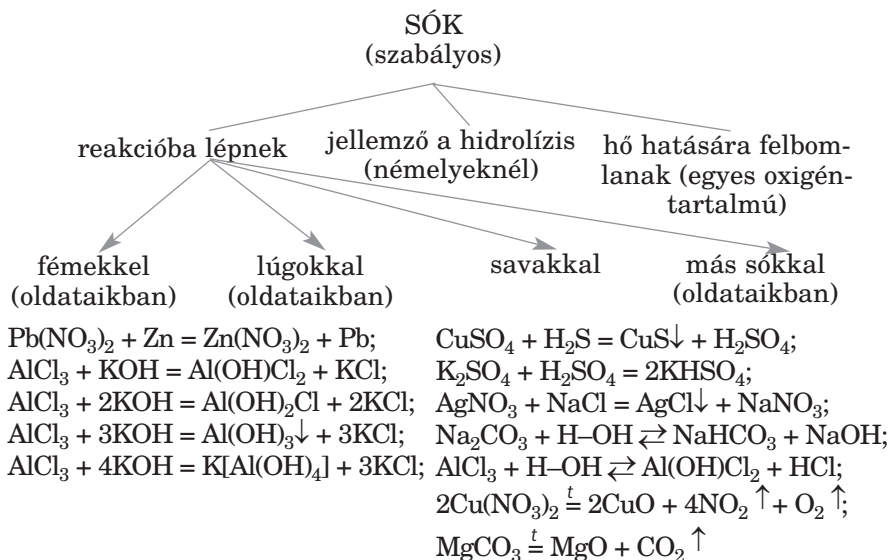 SÓK
(szabályos)
reakcióba lépnek
jellemző a hidrolízis
(némelyeknél)
hő hatására felbom-
lanak (egyes oxigén-
tartalmú)
fémekkel
(oldataikban)
lúgokkal
(oldataikban)
savakkal
más sókkal
(oldataikban)
Pb(NO₃)₂ + Zn = Zn(NO₃)₂ + Pb;
AlCl₃ + KOH = Al(OH)Cl₂ + KCl;
AlCl₃ + 2KOH = Al(OH)₂Cl + 2KCl;
AlCl₃ + 3KOH = Al(OH)₃↓ + 3KCl;
AlCl₃ + 4KOH = K[Al(OH)₄] + 3KCl;
CuSO₄ + H₂S = CuS↓ + H₂SO₄;
K₂SO₄ + H₂SO₄ = 2KHSO₄;
AgNO₃ + NaCl = AgCl↓ + NaNO₃;
Na₂CO₃ + H–OH ⇄ NaHCO₃ + NaOH;
AlCl₃ + H–OH ⇄ Al(OH)Cl₂ + HCl;
2Cu(NO₃)₂ =ᵗ 2CuO + 4NO₂ ↑ + O₂ ↑;
MgCO₃ =ᵗ MgO + CO₂ ↑